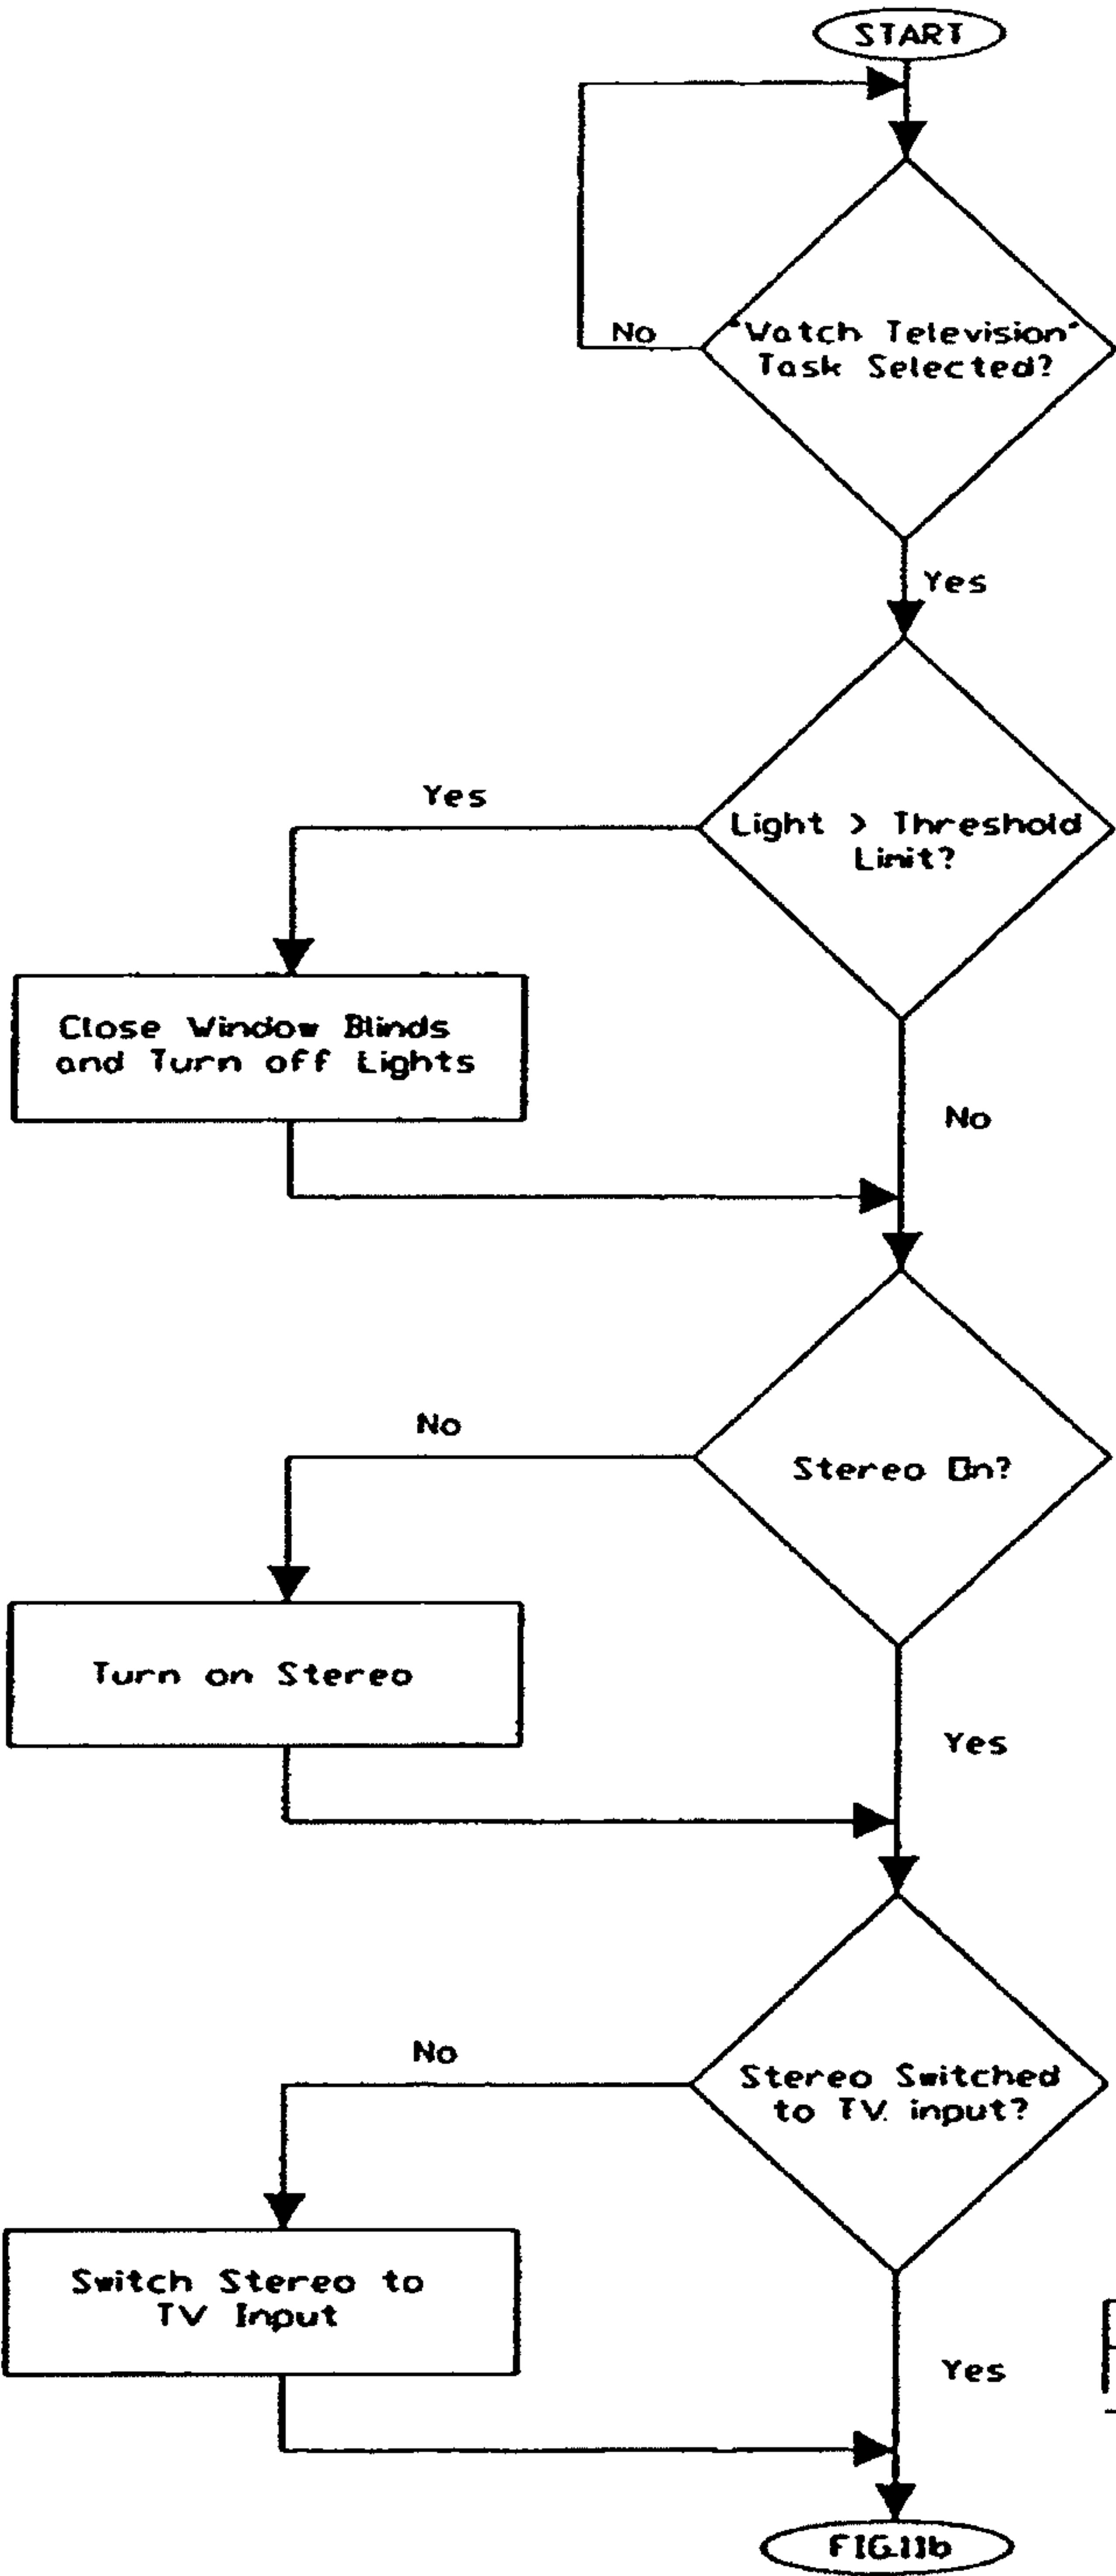 START
No
"Watch Television"
Task Selected?
Yes
Yes
Light > Threshold
Limit?
Close Window Blinds
and Turn off Lights
No
No
Stereo On?
Turn on Stereo
Yes
No
Stereo Switched
to TV input?
Switch Stereo to
TV Input
Yes
FIG.11b